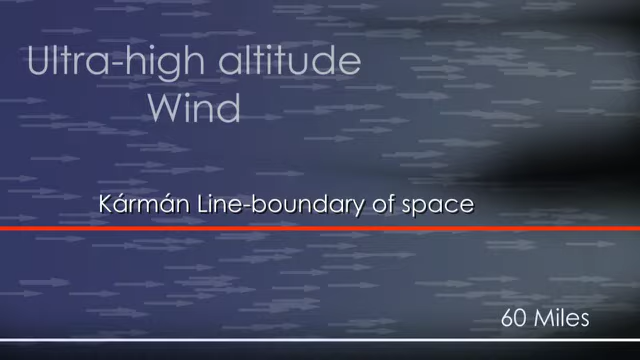 Ultra-high altitude
Wind
Kármán Line-boundary of space
60 Miles